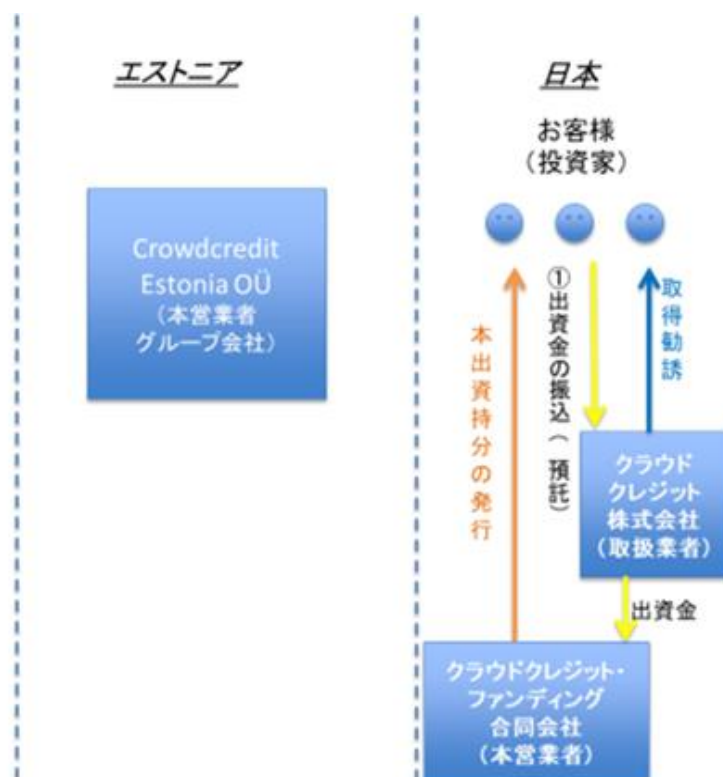 エストニア
日本
お客様
（投資家）
Crowdcredit
Estonia OÜ
（本営業者
グループ会社）
本出資持分の発行
①出資金の振込（ 預託）
取得勧誘
クラウド
クレジット
株式会社
（取扱業者）
出資金
クラウドクレジット・
ファンディング
合同会社
（本営業者）